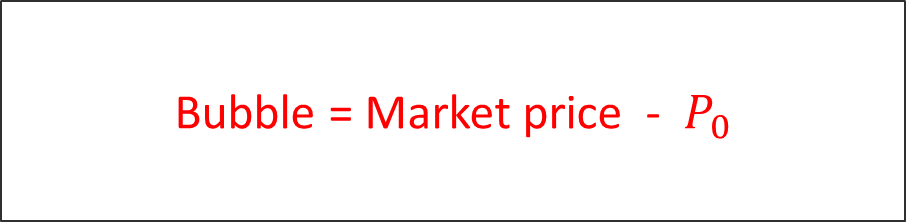 Bubble = Market price - P₀